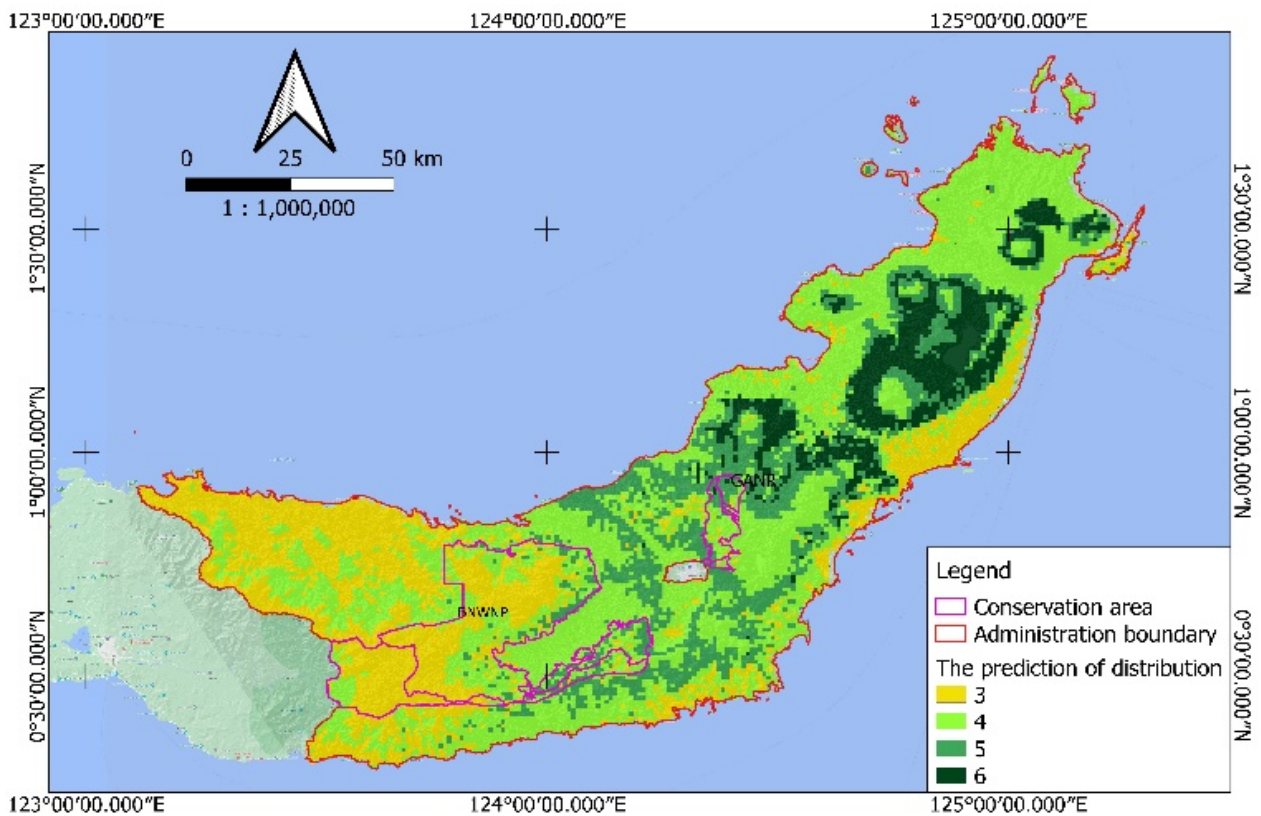 123°00′00.000″E 124°00′00.000″E 125°00′00.000″E
0 25 50 km
1 : 1,000,000
1°30′00.000″N
1°30′00.000″N
1°00′00.000″N
1°00′00.000″N
GANR
BNWNP
0°30′00.000″N
0°30′00.000″N
Legend
Conservation area
Administration boundary
The prediction of distribution
3
4
5
6
123°00′00.000″E 124°00′00.000″E 125°00′00.000″E